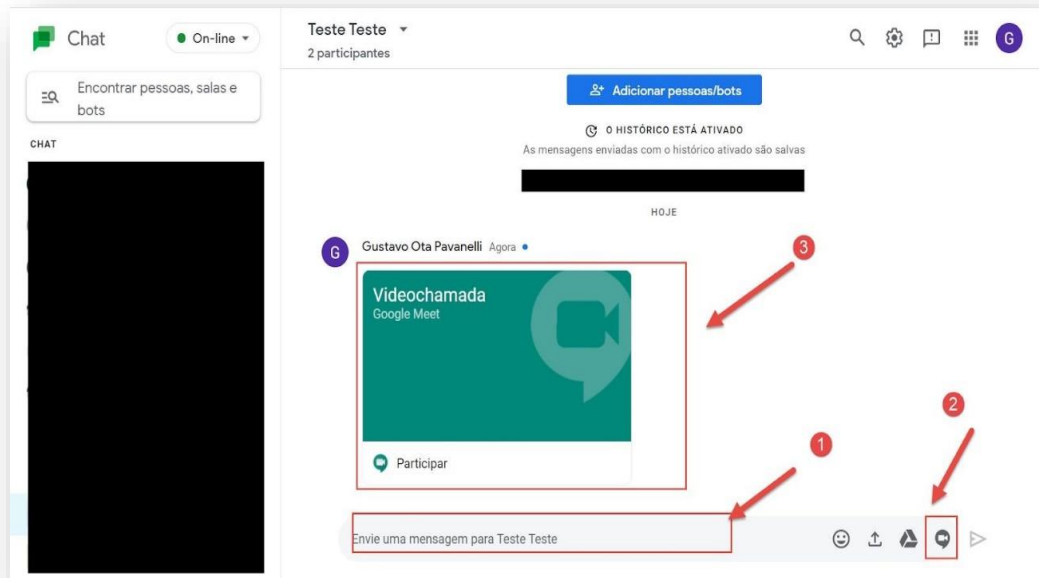 Chat
On-line
Encontrar pessoas, salas e
bots
CHAT
Teste Teste
2 participantes
G
Adicionar pessoas/bots
O HISTÓRICO ESTÁ ATIVADO
As mensagens enviadas com o histórico ativado são salvas
HOJE
G
Gustavo Ota Pavanelli Agora
3
Videochamada
Google Meet
2
1
Participar
Envie uma mensagem para Teste Teste